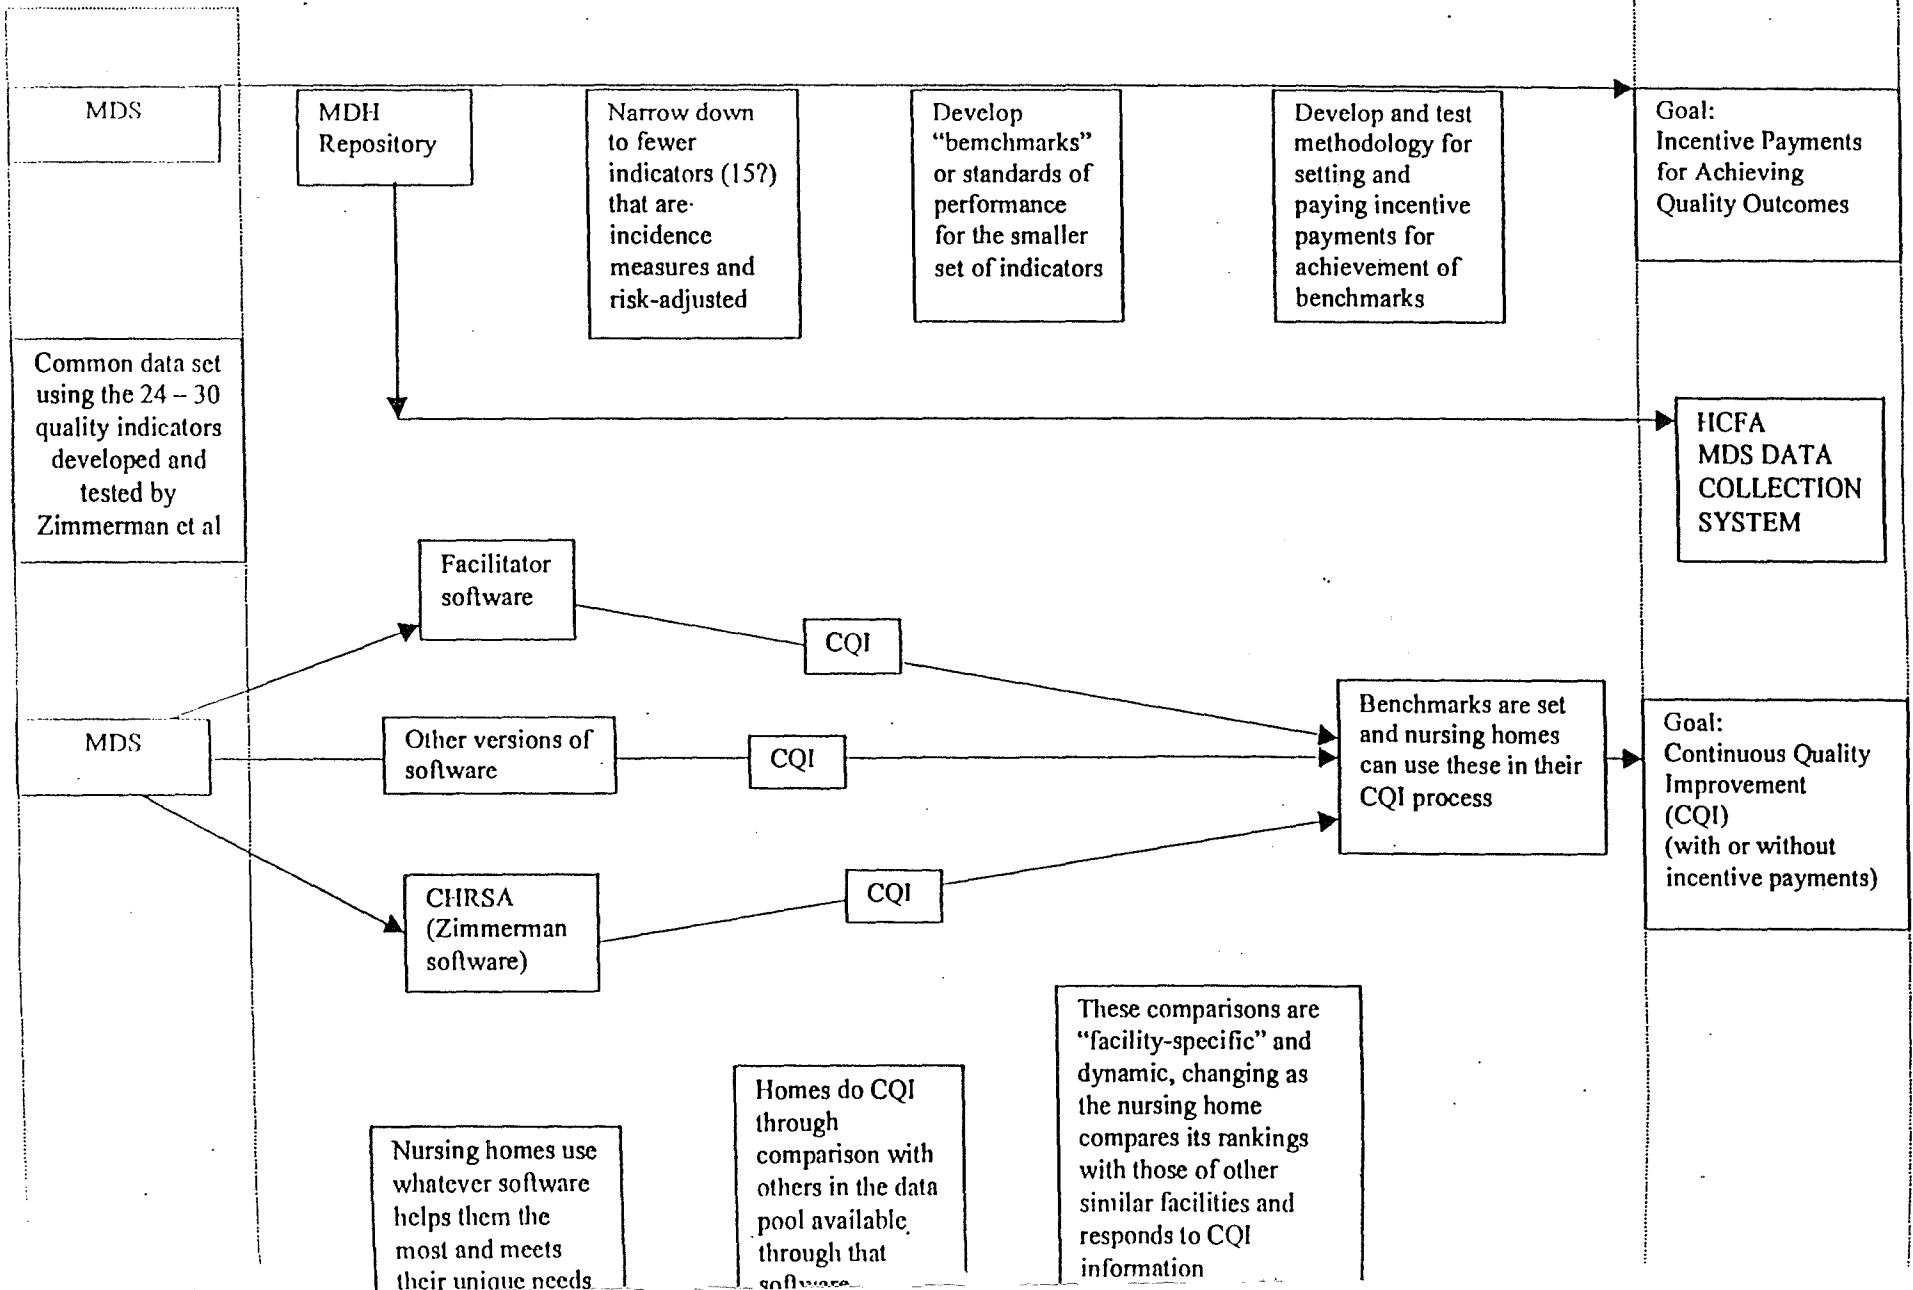 MDS
MDH
Repository
Narrow down
to fewer
indicators (15?)
that are
incidence
measures and
risk-adjusted
Develop
“bemchmarks”
or standards of
performance
for the smaller
set of indicators
Develop and test
methodology for
setting and
paying incentive
payments for
achievement of
benchmarks
Goal:
Incentive Payments
for Achieving
Quality Outcomes
Common data set
using the 24 – 30
quality indicators
developed and
tested by
Zimmerman et al
HCFA
MDS DATA
COLLECTION
SYSTEM
Facilitator
software
CQI
MDS
Other versions of
software
CQI
Benchmarks are set
and nursing homes
can use these in their
CQI process
Goal:
Continuous Quality
Improvement
(CQI)
(with or without
incentive payments)
CHRSA
(Zimmerman
software)
CQI
Nursing homes use
whatever software
helps them the
most and meets
their unique needs
Homes do CQI
through
comparison with
others in the data
pool available
through that
software
These comparisons are
“facility-specific” and
dynamic, changing as
the nursing home
compares its rankings
with those of other
similar facilities and
responds to CQI
information